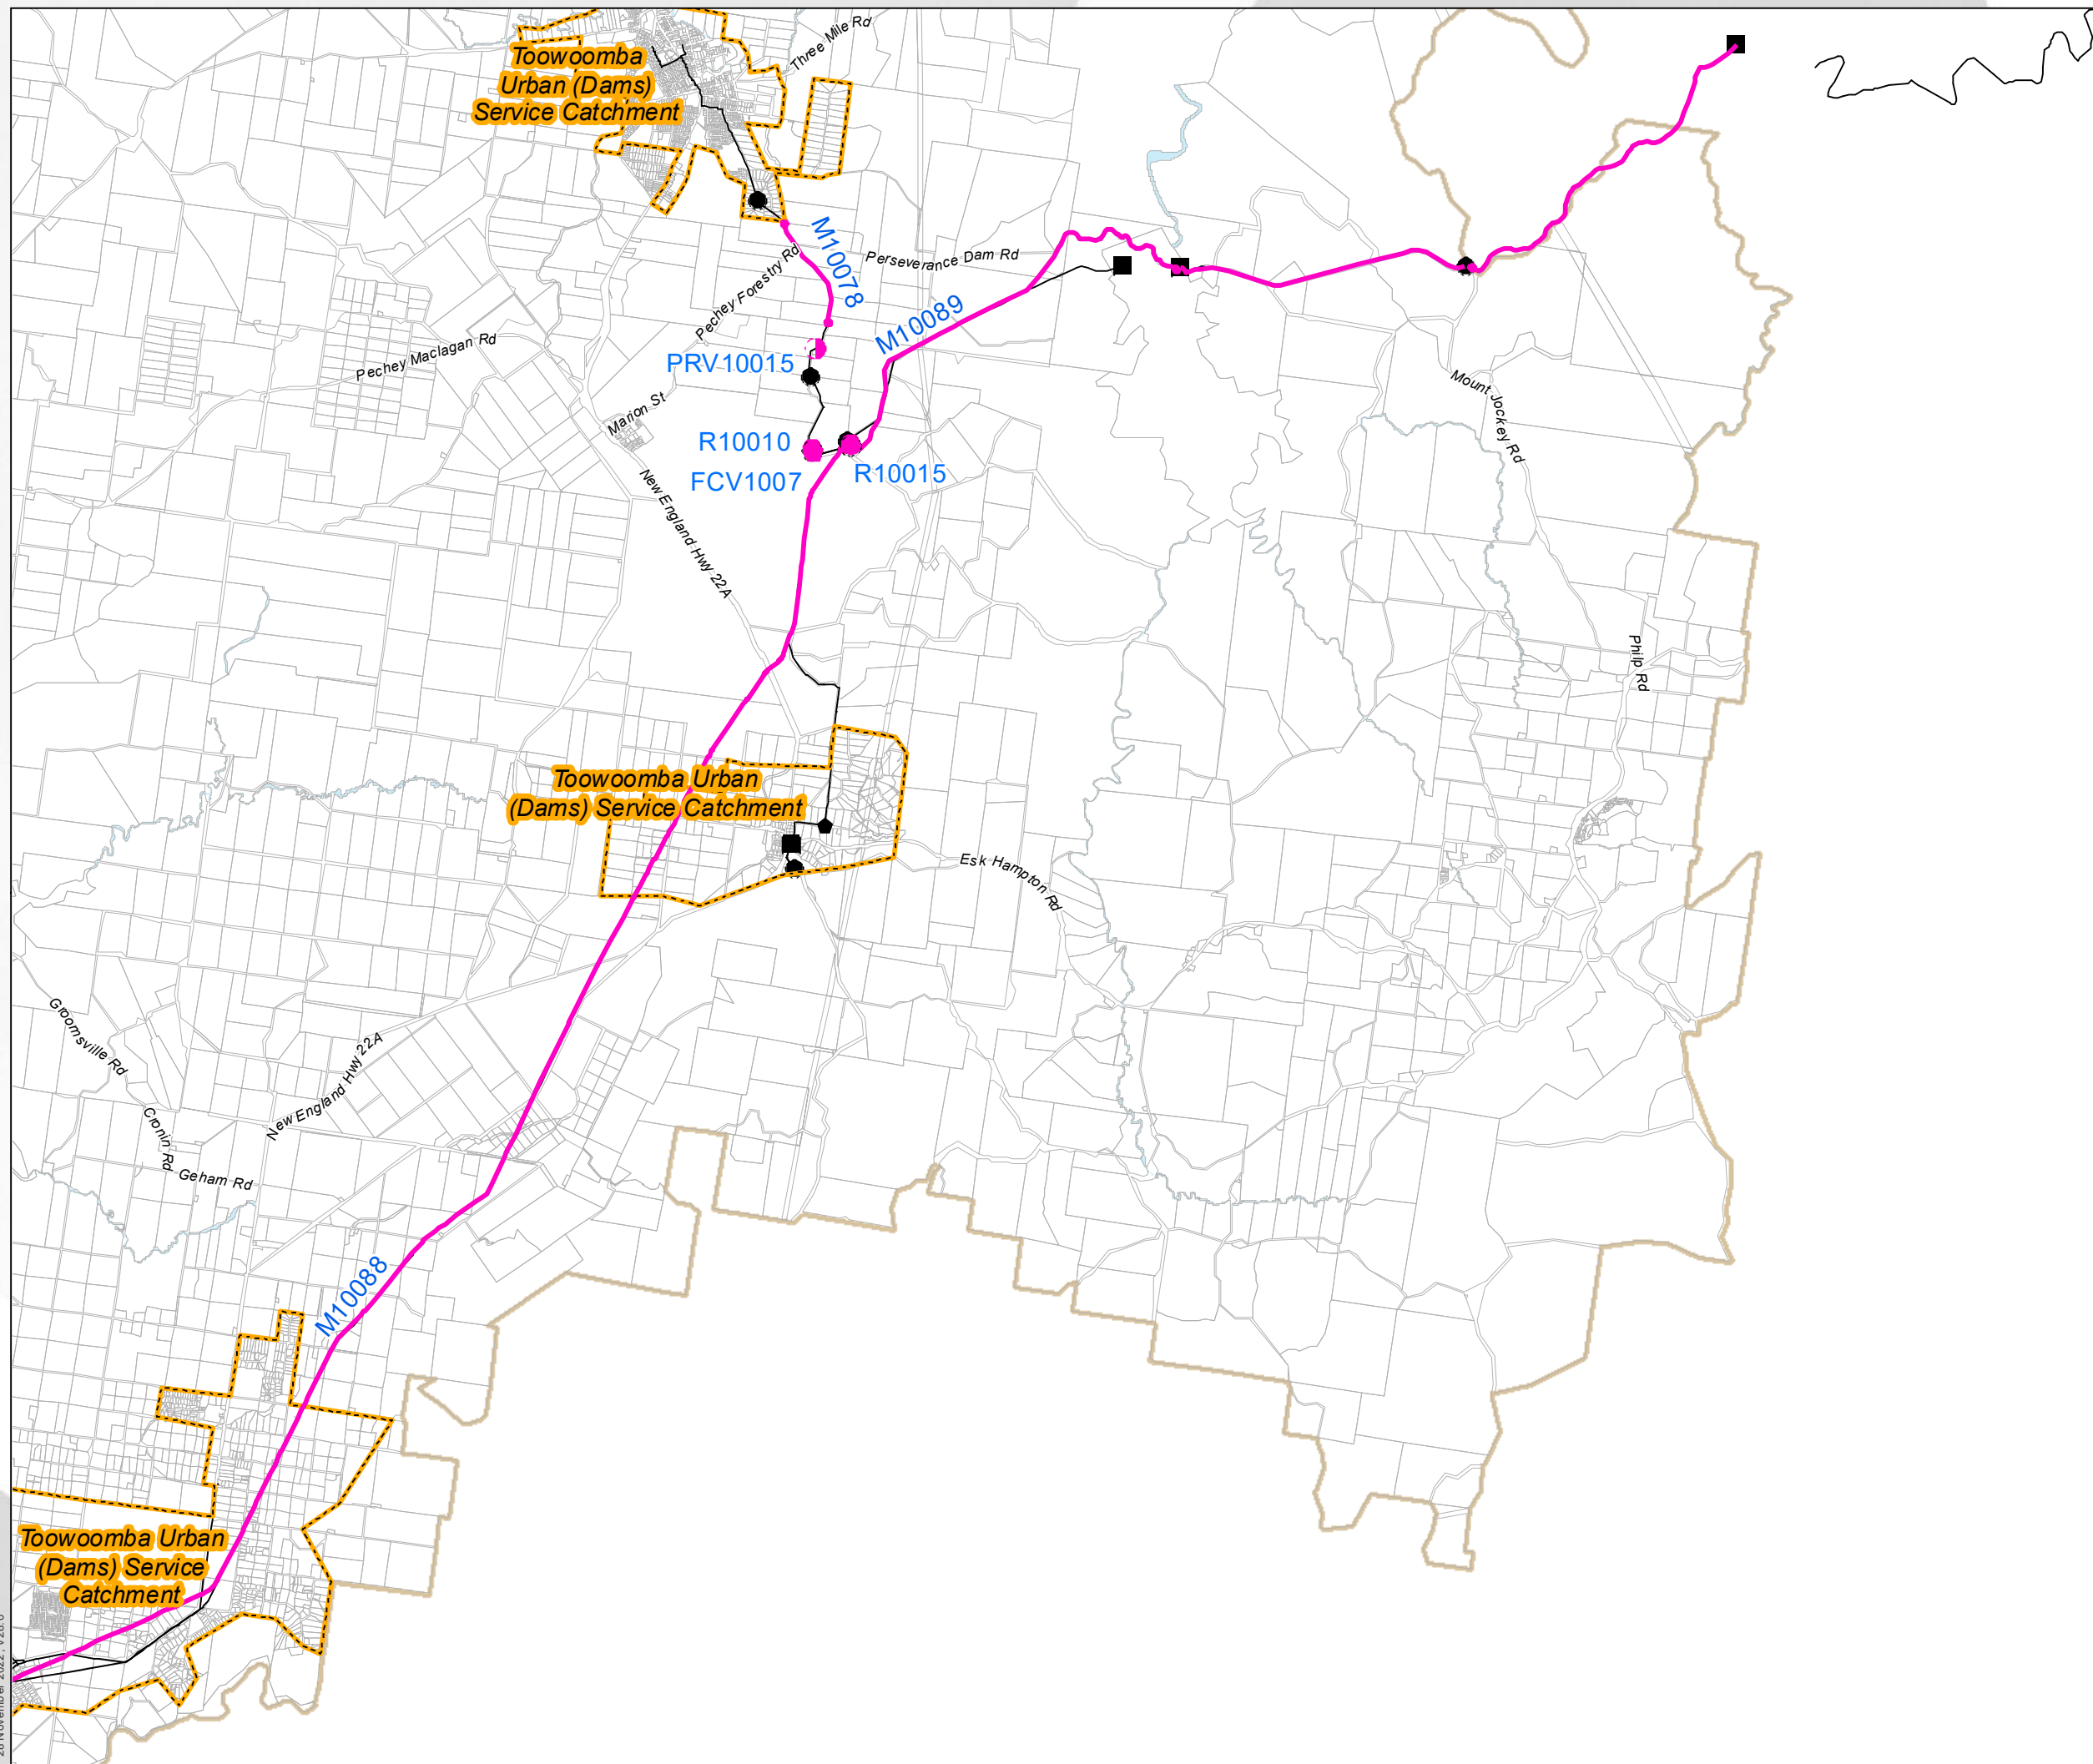 Three Mile Rd
Toowoomba
Urban (Dams)
Service Catchment
M10078
Perseverance Dam Rd
Pechey Forestry Rd
M10089
Pechey Maclagan Rd
PRV10015
Mount Jockey Rd
Marion St
R10010
R10015
FCV1007
New England Hwy 22A
Philp Rd
Toowoomba Urban
(Dams) Service Catchment
Esk Hampton Rd
Groomsville Rd
New England Hwy 22A
Cronin Rd
Geham Rd
M10088
Toowoomba Urban
(Dams) Service
Catchment